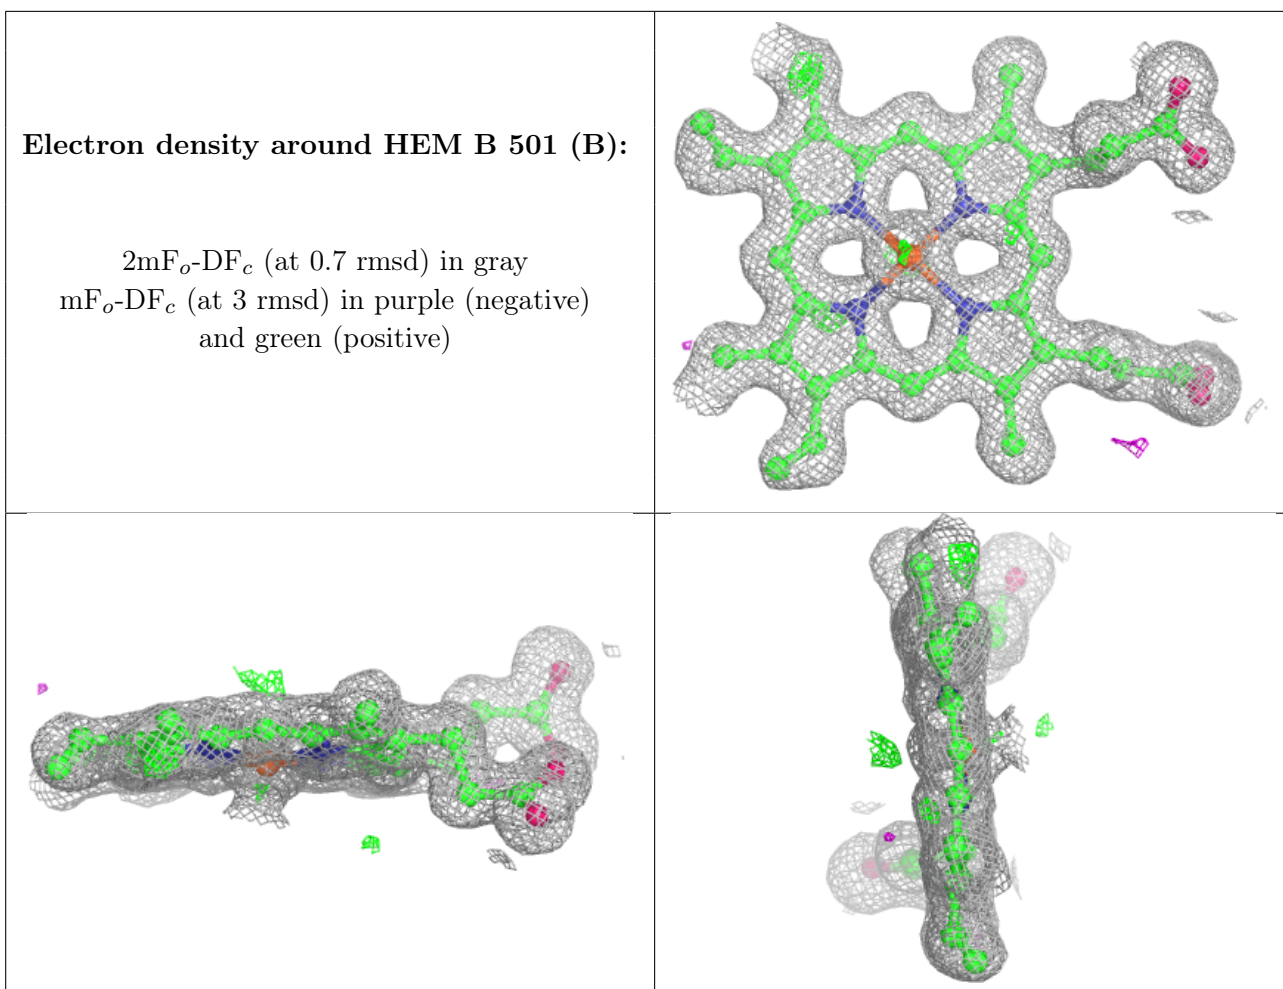 Electron density around HEM B 501 (B):
2mFₒ-DF𝒸 (at 0.7 rmsd) in gray
mFₒ-DF𝒸 (at 3 rmsd) in purple (negative)
and green (positive)